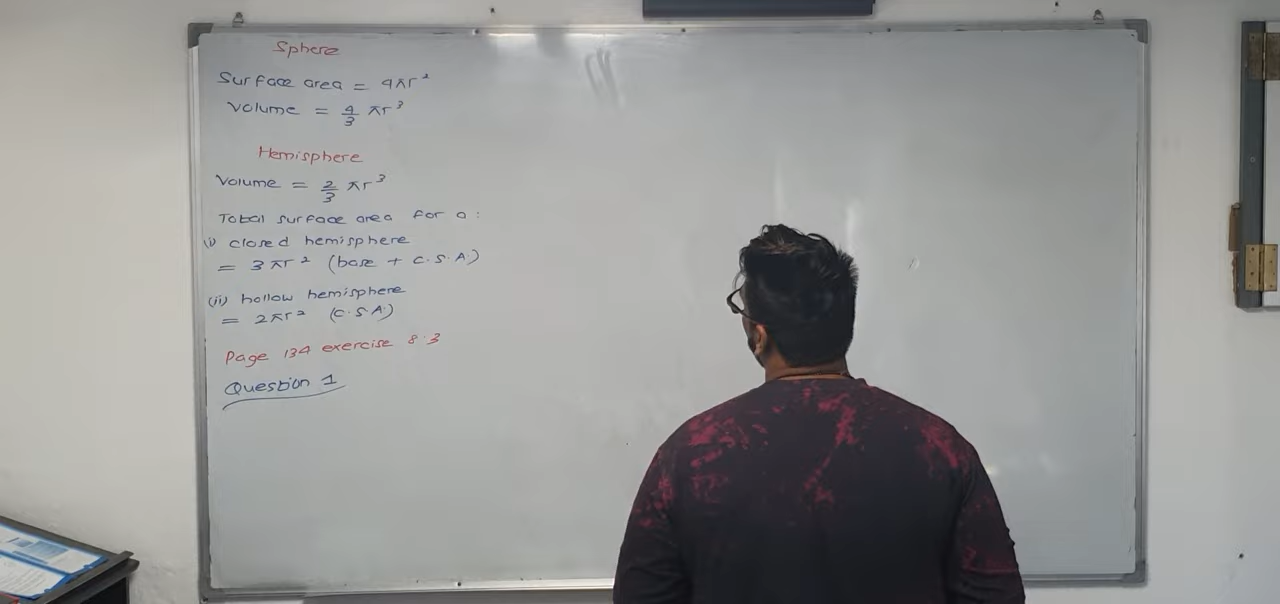 Sphere
Surface area = 4πr²
Volume = 4/3 πr³
Hemisphere
Volume = 2/3 πr³
Total surface area for a:
(i) closed hemisphere
= 3πr² (base + C.S.A.)
(ii) hollow hemisphere
= 2πr² (C.S.A.)
Page 134 exercise 8.3
Question 1